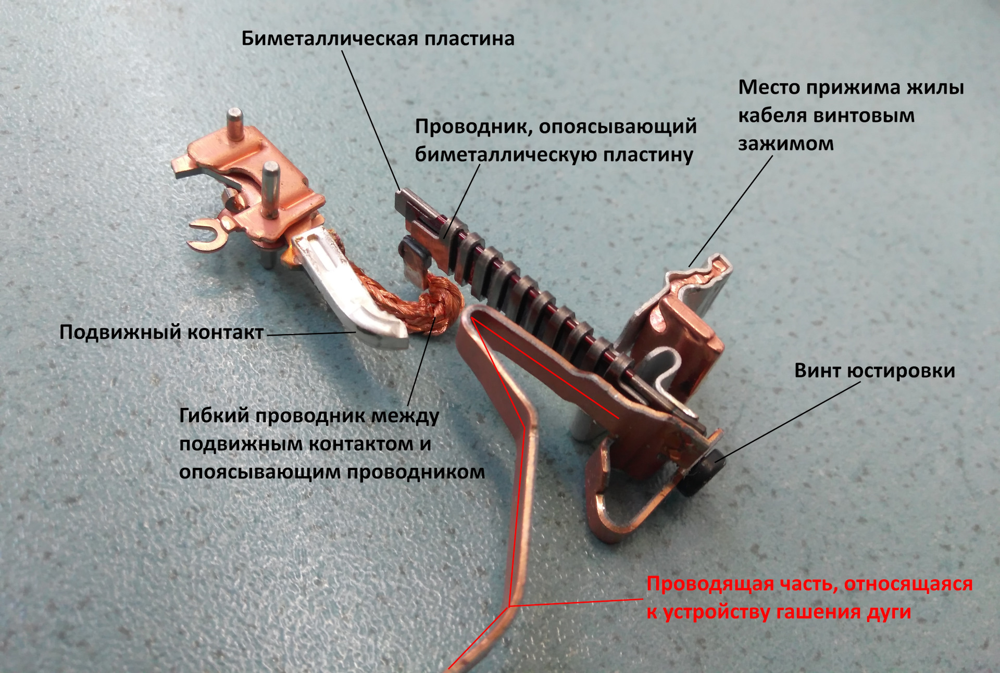 Биметаллическая пластина
Место прижима жилы
кабеля винтовым
зажимом
Проводник, опоясывающий
биметаллическую пластину
Подвижный контакт
Винт юстировки
Гибкий проводник между
подвижным контактом и
опоясывающим проводником
Проводящая часть, относящаяся
к устройству гашения дуги